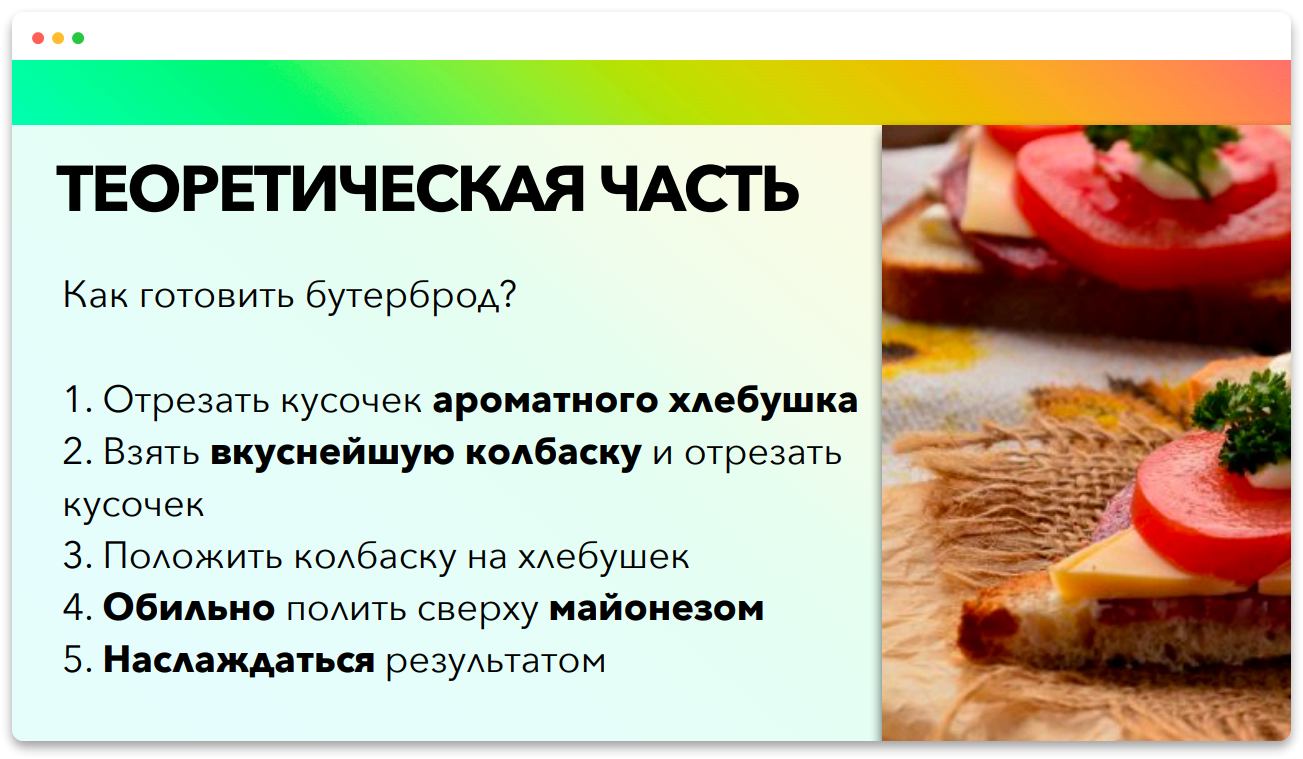 ТЕОРЕТИЧЕСКАЯ ЧАСТЬ
Как готовить бутерброд?
1. Отрезать кусочек ароматного хлебушка
2. Взять вкуснейшую колбаску и отрезать
кусочек
3. Положить колбаску на хлебушек
4. Обильно полить сверху майонезом
5. Наслаждаться результатом